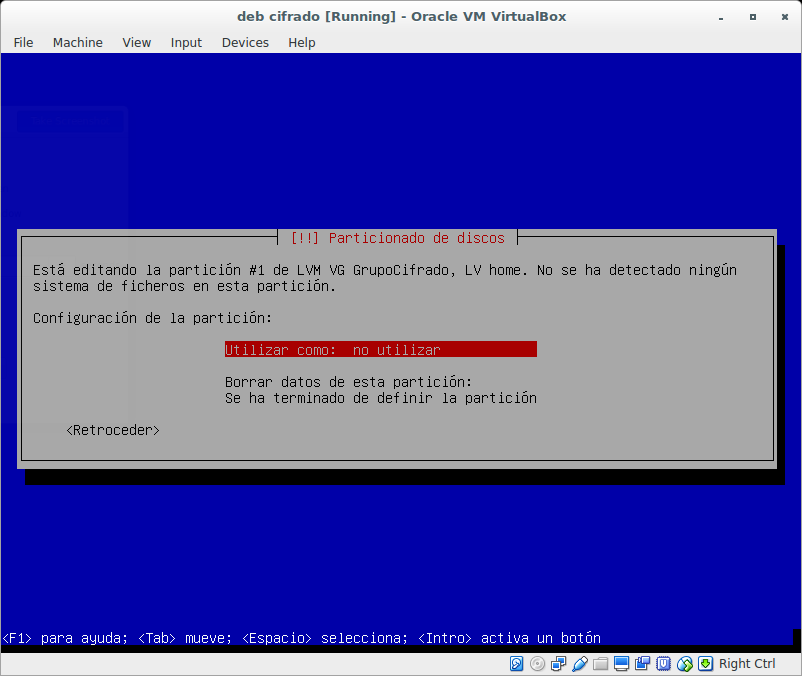 deb cifrado [Running] - Oracle VM VirtualBox
File Machine View Input Devices Help
[!!] Particionado de discos
Está editando la partición #1 de LVM VG GrupoCifrado, LV home. No se ha detectado ningún
sistema de ficheros en esta partición.
Configuración de la partición:
Utilizar como: no utilizar
Borrar datos de esta partición:
Se ha terminado de definir la partición
<Retroceder>
<F1> para ayuda; <Tab> mueve; <Espacio> selecciona; <Intro> activa un botón
Right Ctrl